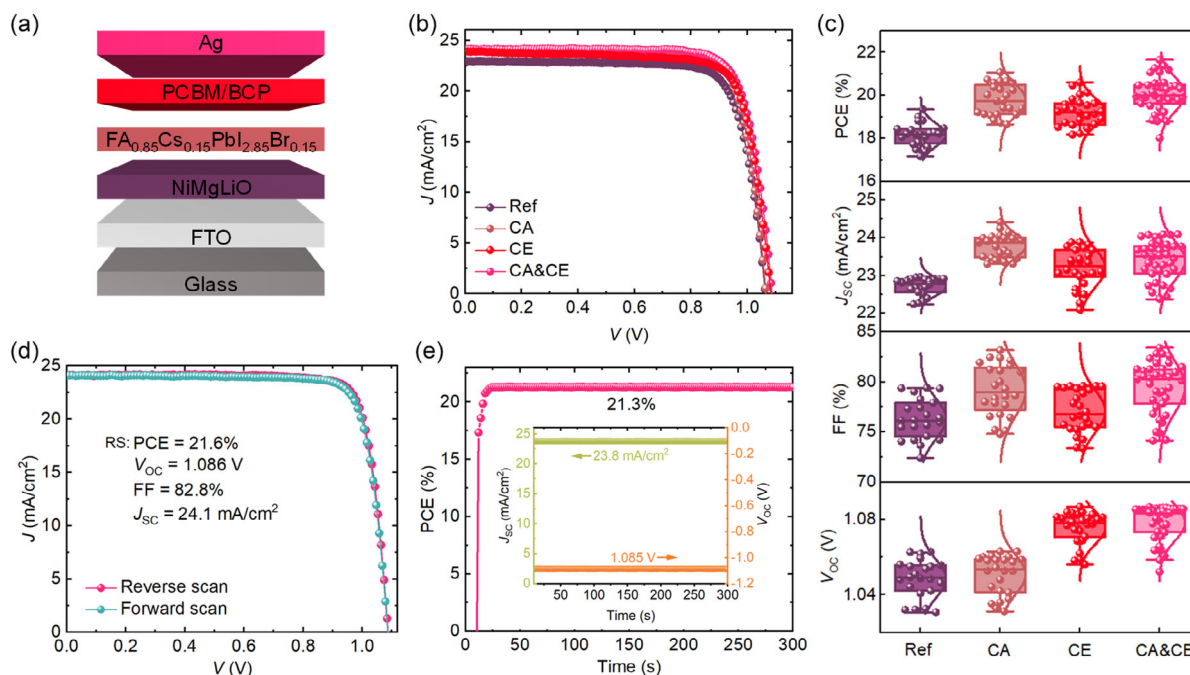 (a)
Ag
PCBM/BCP
FA0.85Cs0.15PbI2.85Br0.15
NiMgLiO
FTO
Glass
(b)
25
20
15
10
5
0
J (mA/cm²)
Ref
CA
CE
CA&CE
0.0 0.2 0.4 0.6 0.8 1.0
V (V)
(c)
22
20
18
16
PCE (%)
24
23
22
JSC (mA/cm²)
85
80
70
FF (%)
1.08
1.04
VOC (V)
Ref CA CE CA&CE
(d)
25
20
15
10
5
0
J (mA/cm²)
RS: PCE = 21.6%
VOC = 1.086 V
FF = 82.8%
JSC = 24.1 mA/cm²
Reverse scan
Forward scan
0.0 0.2 0.4 0.6 0.8 1.0
V (V)
(e)
20
15
10
5
0
PCE (%)
21.3%
25
20
15
10
5
0
JSC (mA/cm²)
23.8 mA/cm²
1.085 V
0.0
-0.2
-0.4
-0.6
-0.8
-1.0
-1.2
VOC (V)
50 100 150 200 250 300
Time (s)
0 50 100 150 200 250 300
Time (s)